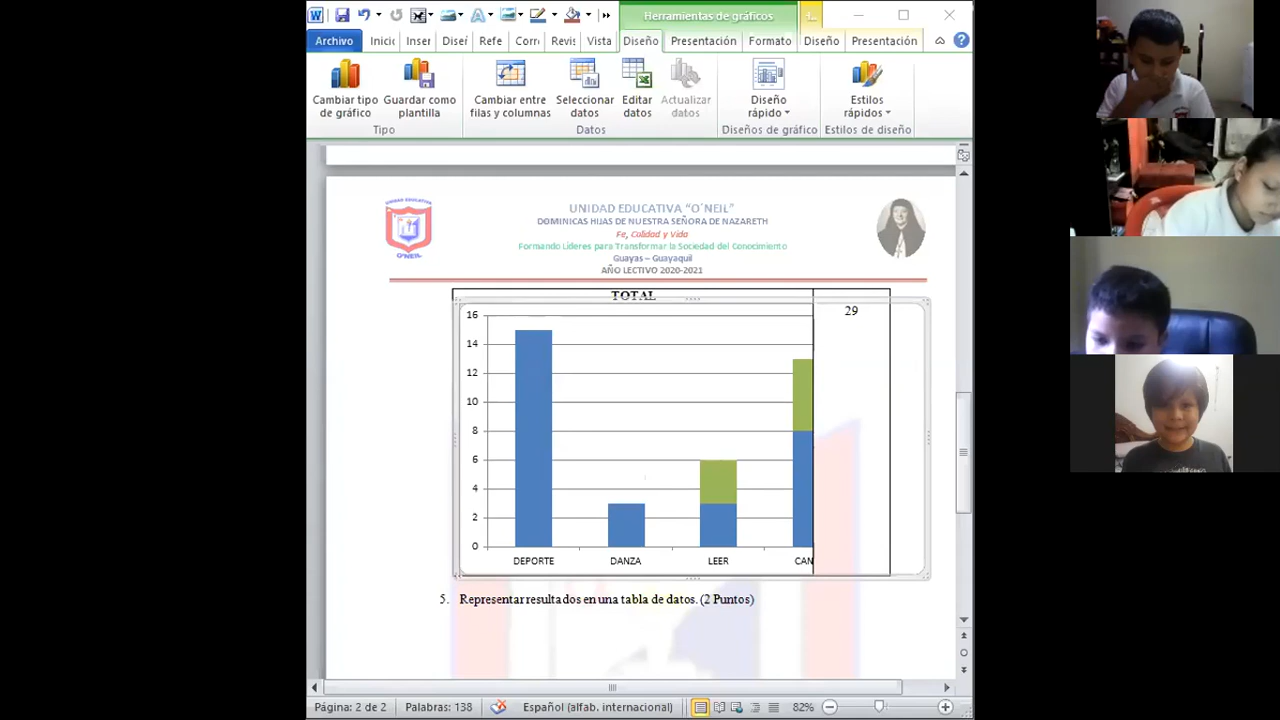 Herramientas de gráficos
Archivo Inicio Inser Diseí Refe Corr Revis Vista Diseño Presentación Formato Diseño Presentación
Cambiar tipo de gráfico
Guardar como plantilla
Tipo
Cambiar entre filas y columnas
Seleccionar datos
Editar datos
Actualizar datos
Datos
Diseño rápido
Diseños de gráfico
Estilos rápidos
Estilos de diseño
UNIDAD EDUCATIVA
O'NEIL
UNIDAD EDUCATIVA “O´NEIL”
DOMINICAS HIJAS DE NUESTRA SEÑORA DE NAZARETH
Fe, Calidad y Vida
Formando Líderes para Transformar la Sociedad del Conocimiento
Guayas – Guayaquil
AÑO LECTIVO 2020-2021
TOTAL
29
16
14
12
10
8
6
4
2
0
DEPORTE DANZA LEER CAN
5. Representar resultados en una tabla de datos. (2 Puntos)
Página: 2 de 2 Palabras: 138 Español (alfab. internacional) 82%